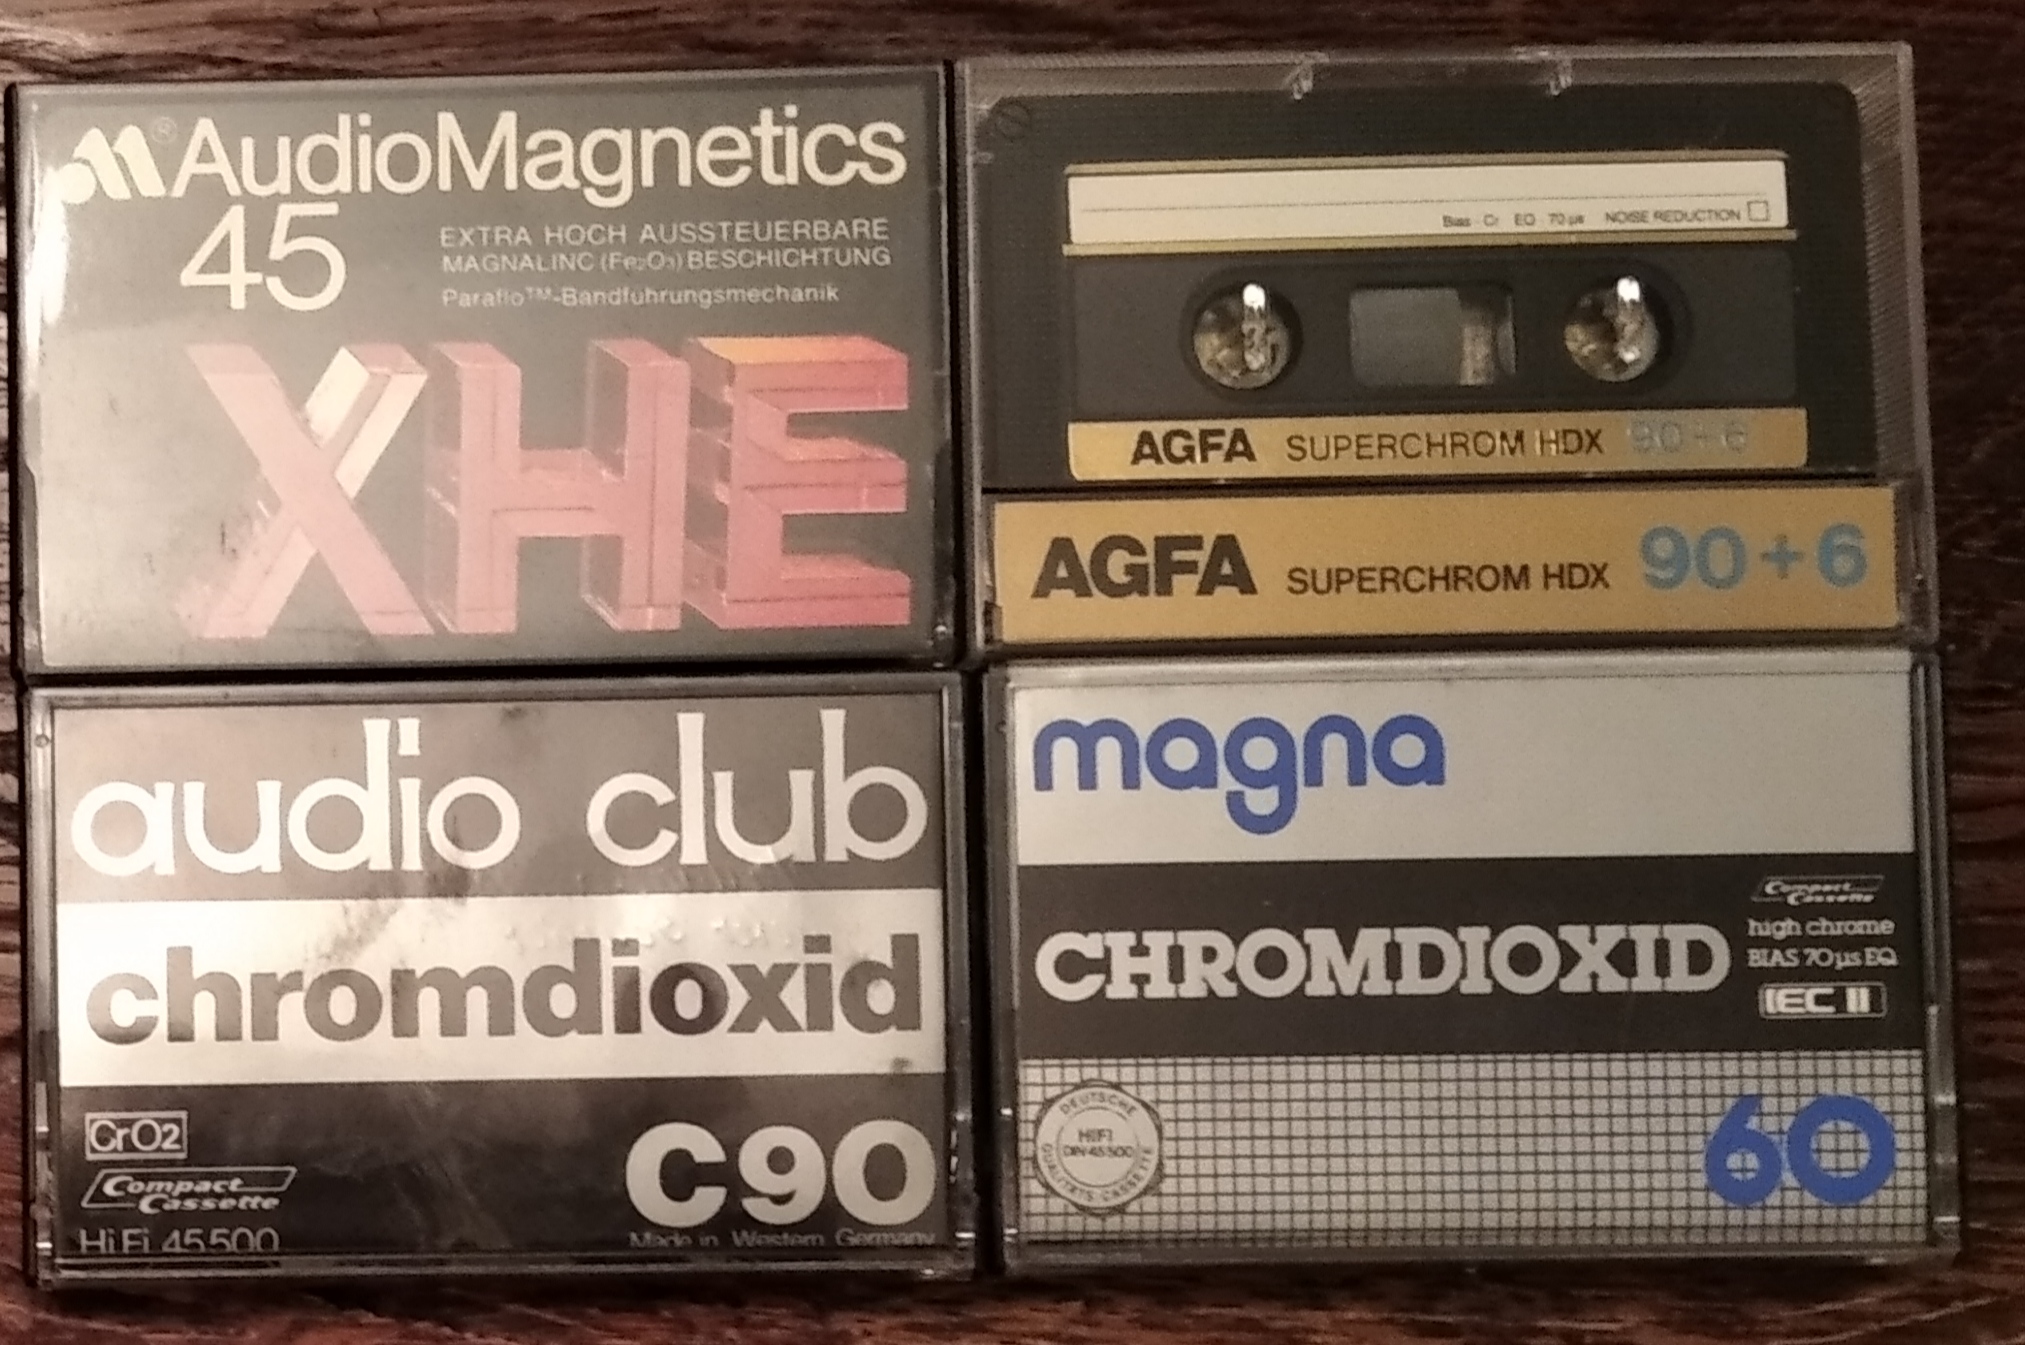 AudioMagnetics
45
EXTRA HOCH AUSSTEUERBARE
MAGNALINC (Fe₂O₃) BESCHICHTUNG
Paraflo™-Bandführungsmechanik
XHE
Bias - Cr EQ - 70 µs NOISE REDUCTION
AGFA SUPERCHROM HDX 90+6
AGFA SUPERCHROM HDX 90+6
audio club
chromdioxid
CrO2
C90
Compact
Cassette
HiFi 45500
Made in Western Germany
magna
Compact
Cassette
CHROMDIOXID
high chrome
BIAS 70µs EQ
IEC II
DEUTSCHE
HIFI
DIN 45500
QUALITÄTS-CASSETTE
60